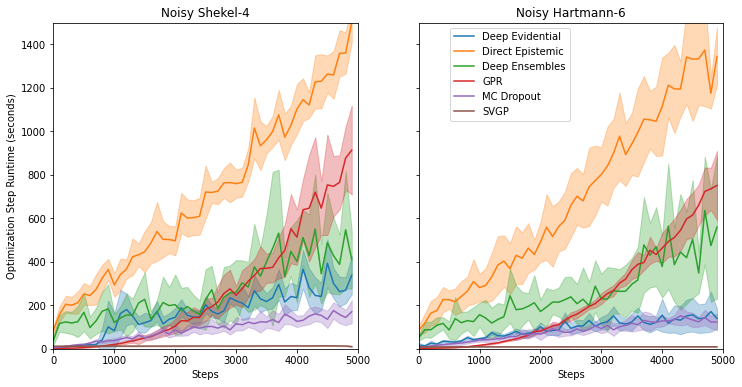 Noisy Shekel-4
Noisy Hartmann-6
Optimization Step Runtime (seconds)
1400
1200
1000
800
600
400
200
0
0 1000 2000 3000 4000 5000
Steps
Deep Evidential
Direct Epistemic
Deep Ensembles
GPR
MC Dropout
SVGP
0 1000 2000 3000 4000 5000
Steps